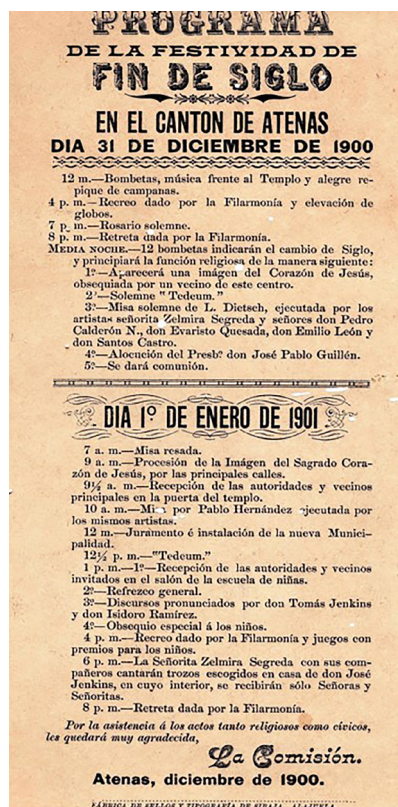 PROGRAMA
DE LA FESTIVIDAD DE
FIN DE SIGLO
EN EL CANTON DE ATENAS
DIA 31 DE DICIEMBRE DE 1900
12 m.—Bombetas, música frente al Templo y alegre re-
pique de campanas.
4 p. m.—Recreo dado por la Filarmonía y elevación de
globos.
7 p. m.—Rosario solemne.
8 p. m.—Retreta dada por la Filarmonía.
MEDIA NOCHE.—12 bombetas indicarán el cambio de Siglo,
y principiará la función religiosa de la manera siguiente:
1º—Aparecerá una imágen del Corazón de Jesús,
obsequiada por un vecino de este centro.
2º—Solemne "Tedeum."
3º—Misa solemne de L. Dietsch, ejecutada por los
artistas señorita Zelmira Segreda y señores don Pedro
Calderón N., don Evaristo Quesada, don Emilio León y
don Santos Castro.
4º—Alocución del Presbº don José Pablo Guillén.
5º—Se dará comunión.
DIA 1º DE ENERO DE 1901
7 a. m.—Misa resada.
9 a. m.—Procesión de la Imágen del Sagrado Cora-
zón de Jesús, por las principales calles.
9½ a. m.—Recepción de las autoridades y vecinos
principales en la puerta del templo.
10 a. m.—Misa por Pablo Hernández ejecutada por
los mismos artistas.
12 m.—Juramento é instalación de la nueva Munici-
palidad.
12½ p. m.—"Tedeum."
1 p. m.—1º—Recepción de las autoridades y vecinos
invitados en el salón de la escuela de niñas.
2º—Refrezco general.
3º—Discursos pronunciados por don Tomás Jenkins
y don Isidoro Ramírez.
4º—Obsequio especial á los niños.
4 p. m.—Recreo dado por la Filarmonía y juegos con
premios para los niños.
6 p. m.—La Señorita Zelmira Segreda con sus com-
pañeros cantarán trozos escogidos en casa de don José
Jenkins, en cuyo interior, se recibirán sólo Señoras y
Señoritas.
8 p. m.—Retreta dada por la Filarmonía.
Por la asistencia á los actos tanto religiosos como cívicos,
les quedará muy agradecida,
La Comisión.
Atenas, diciembre de 1900.
FÁBRICA DE SELLOS Y TIPOGRAFÍA DE SIBAJA, ALAJUELA